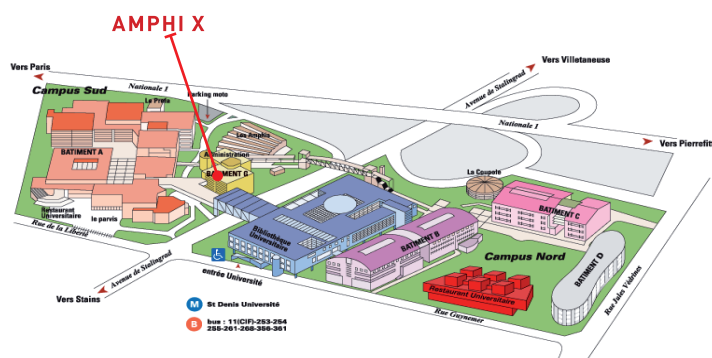 AMPHI X
Vers Paris
Nationale 1
Vers Villetaneuse
Avenue de Stalingrad
Campus Sud
Le Préfa
Parking moto
Nationale 1
Vers Pierrefitt
Les Amphis
BATIMENT A
Administration
BATIMENT G
La Coupole
BATIMENT C
Restaurant
Universitaire
le parvis
Rue de la Liberté
Bibliothèque
Universitaire
BATIMENT B
Campus Nord
BATIMENT D
Avenue de Stalingrad
entrée Université
Restaurant Universitaire
Rue Jules Védrines
Vers Stains
M St Denis Université
Rue Guynemer
B bus : 11(CIF)-253-254
255-261-268-356-361